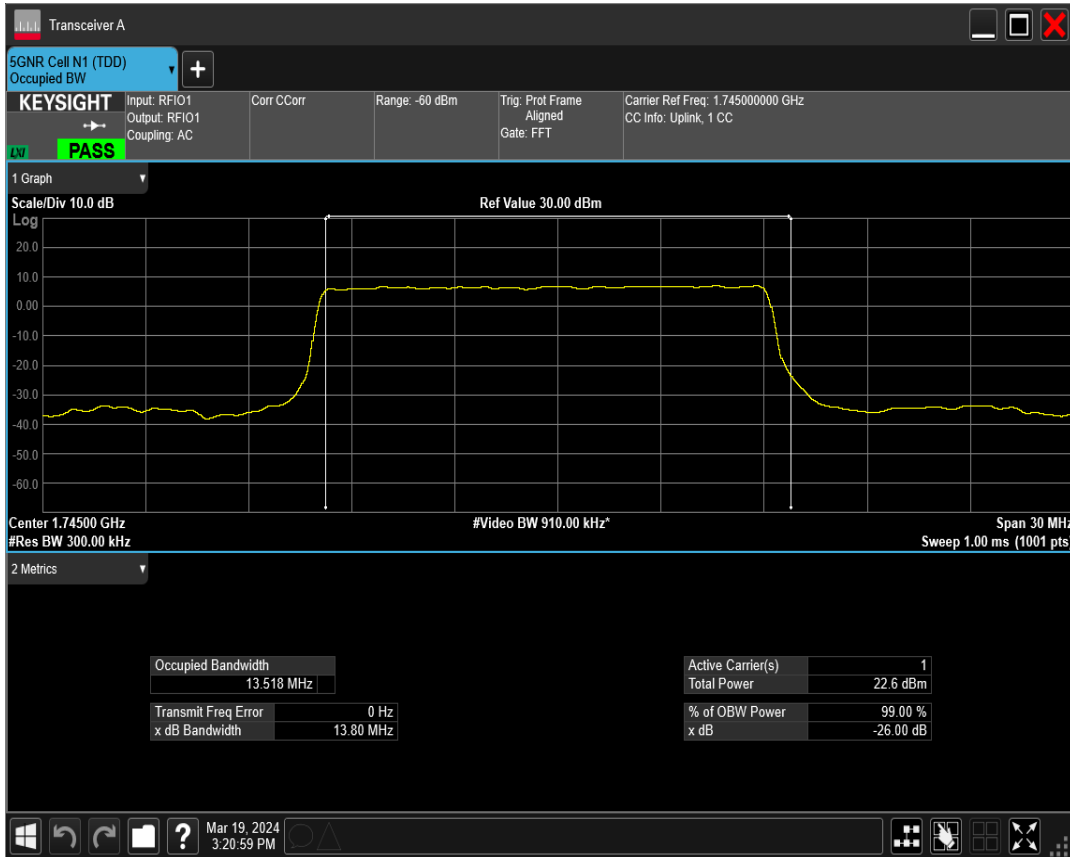 Transceiver A
5GNR Cell N1 (TDD)
Occupied BW
+
KEYSIGHT
LXI
PASS
Input: RFIO1
Output: RFIO1
Coupling: AC
Corr CCorr
Range: -60 dBm
Trig: Prot Frame
Aligned
Gate: FFT
Carrier Ref Freq: 1.745000000 GHz
CC Info: Uplink, 1 CC
1 Graph
Scale/Div 10.0 dB
Ref Value 30.00 dBm
Log
20.0
10.0
0.00
-10.0
-20.0
-30.0
-40.0
-50.0
-60.0
Center 1.74500 GHz
#Video BW 910.00 kHz*
Span 30 MHz
#Res BW 300.00 kHz
Sweep 1.00 ms (1001 pts)
2 Metrics
Occupied Bandwidth
13.518 MHz
Transmit Freq Error 0 Hz
x dB Bandwidth 13.80 MHz
Active Carrier(s) 1
Total Power 22.6 dBm
% of OBW Power 99.00 %
x dB -26.00 dB
?
Mar 19, 2024
3:20:59 PM